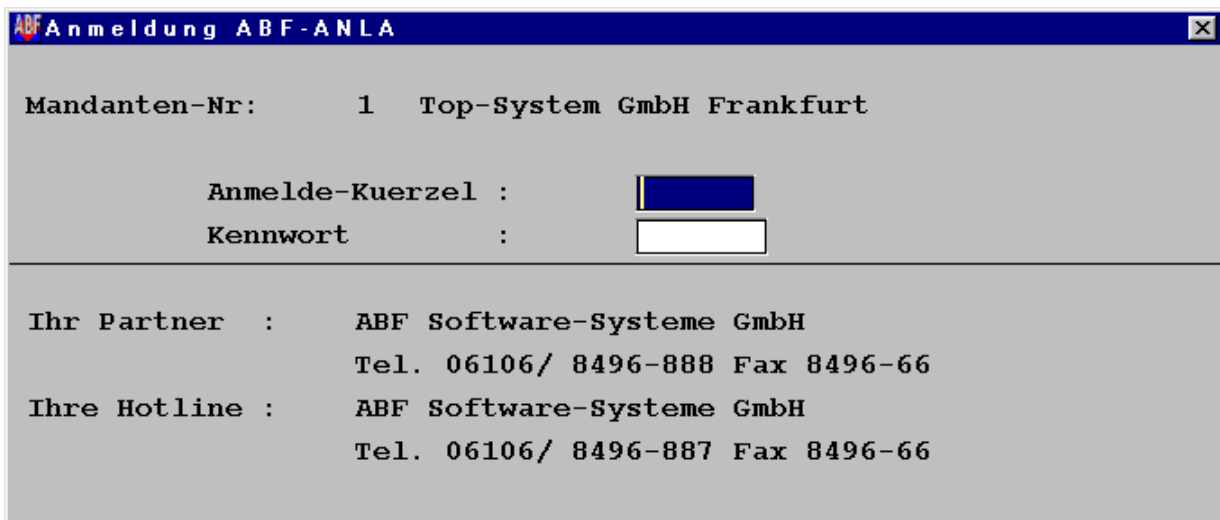 ABF Anmeldung ABF-ANLA
Mandanten-Nr: 1 Top-System GmbH Frankfurt
Anmelde-Kuerzel :
Kennwort :
Ihr Partner : ABF Software-Systeme GmbH
Tel. 06106/ 8496-888 Fax 8496-66
Ihre Hotline : ABF Software-Systeme GmbH
Tel. 06106/ 8496-887 Fax 8496-66